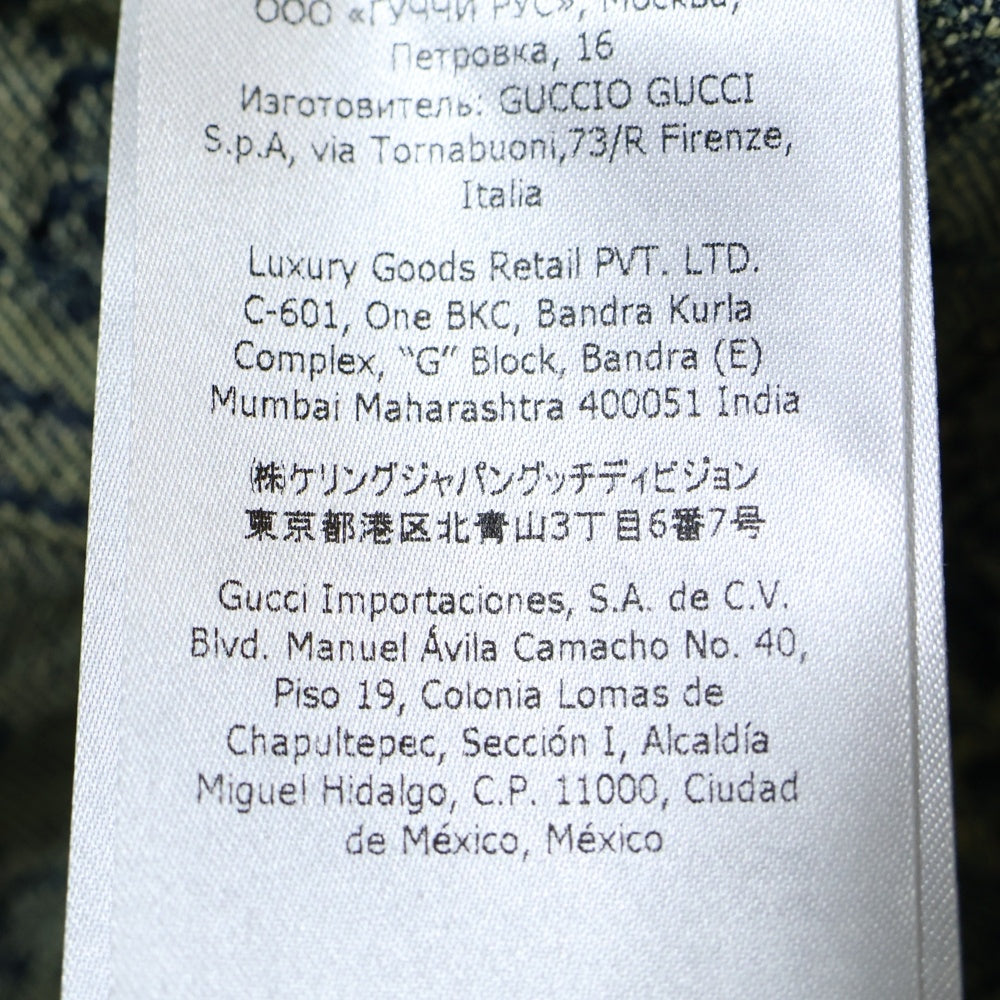 ООО «ГУЧЧИ РУС», Москва,
Петровка, 16
Изготовитель: GUCCIO GUCCI
S.p.A, via Tornabuoni,73/R Firenze,
Italia
Luxury Goods Retail PVT. LTD.
C-601, One BKC, Bandra Kurla
Complex, “G” Block, Bandra (E)
Mumbai Maharashtra 400051 India
㈱ケリングジャパングッチディビジョン
東京都港区北青山3丁目6番7号
Gucci Importaciones, S.A. de C.V.
Blvd. Manuel Ávila Camacho No. 40,
Piso 19, Colonia Lomas de
Chapultepec, Sección I, Alcaldía
Miguel Hidalgo, C.P. 11000, Ciudad
de México, México